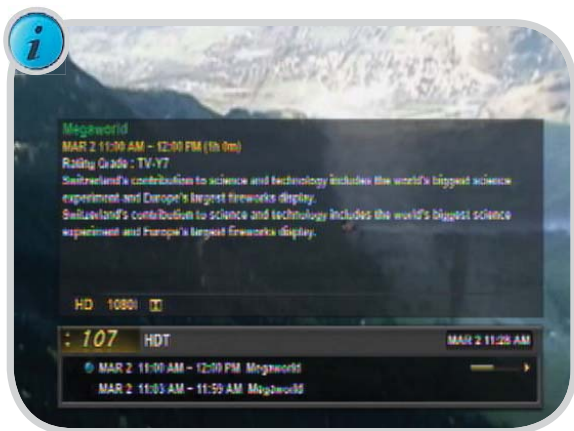 i
Megaworld
MAR 2 11:00 AM ~ 12:00 PM (1h 0m)
Rating Grade : TV-Y7
Switzerland's contribution to science and technology includes the world's biggest science
experiment and Europe's largest fireworks display.
Switzerland's contribution to science and technology includes the world's biggest science
experiment and Europe's largest fireworks display.
HD 1080i
107 HDT MAR 2 11:28 AM
MAR 2 11:00 AM ~ 12:00 PM Megaworld
MAR 2 11:03 AM ~ 11:59 AM Megaworld